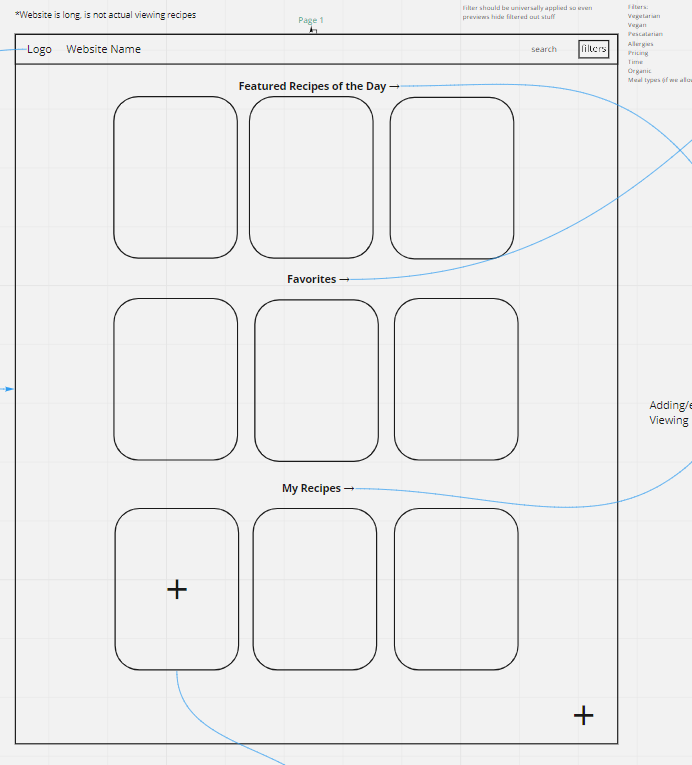 *Website is long, is not actual viewing recipes
Page 1
Filter should be universally applied so even
previews hide filtered out stuff
Filters:
Vegetarian
Vegan
Pescatarian
Allergies
Pricing
Time
Organic
Meal types (if we allo
Logo Website Name
search
filters
Featured Recipes of the Day →
Favorites →
Adding/e
Viewing
My Recipes →
+
+